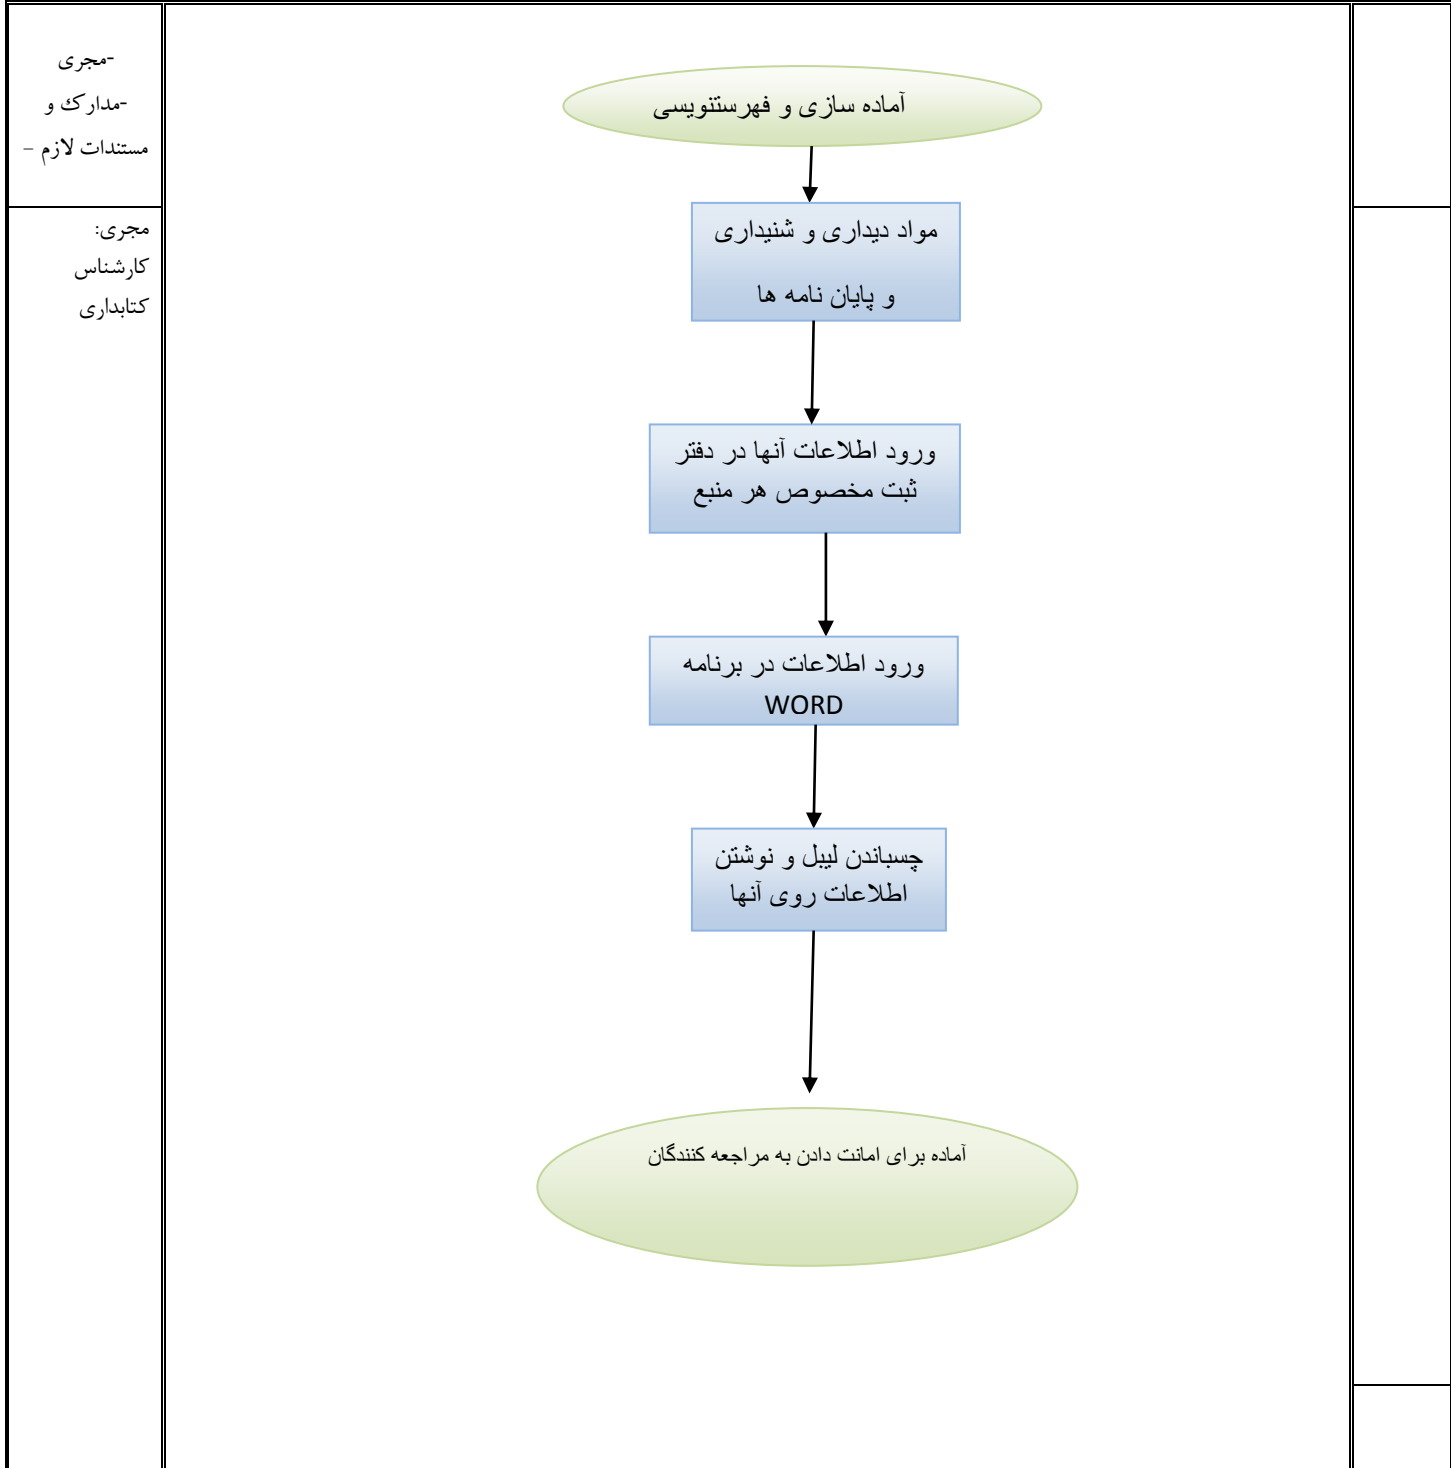 -مجری
-مدارک و
مستندات لازم –
مجری:
کارشناس
کتابداری
آماده سازی و فهرستنویسی
مواد دیداری و شنیداری
و پایان نامه ها
ورود اطلاعات آنها در دفتر
ثبت مخصوص هر منبع
ورود اطلاعات در برنامه
WORD
چسباندن لیبل و نوشتن
اطلاعات روی آنها
آماده برای امانت دادن به مراجعه کنندگان